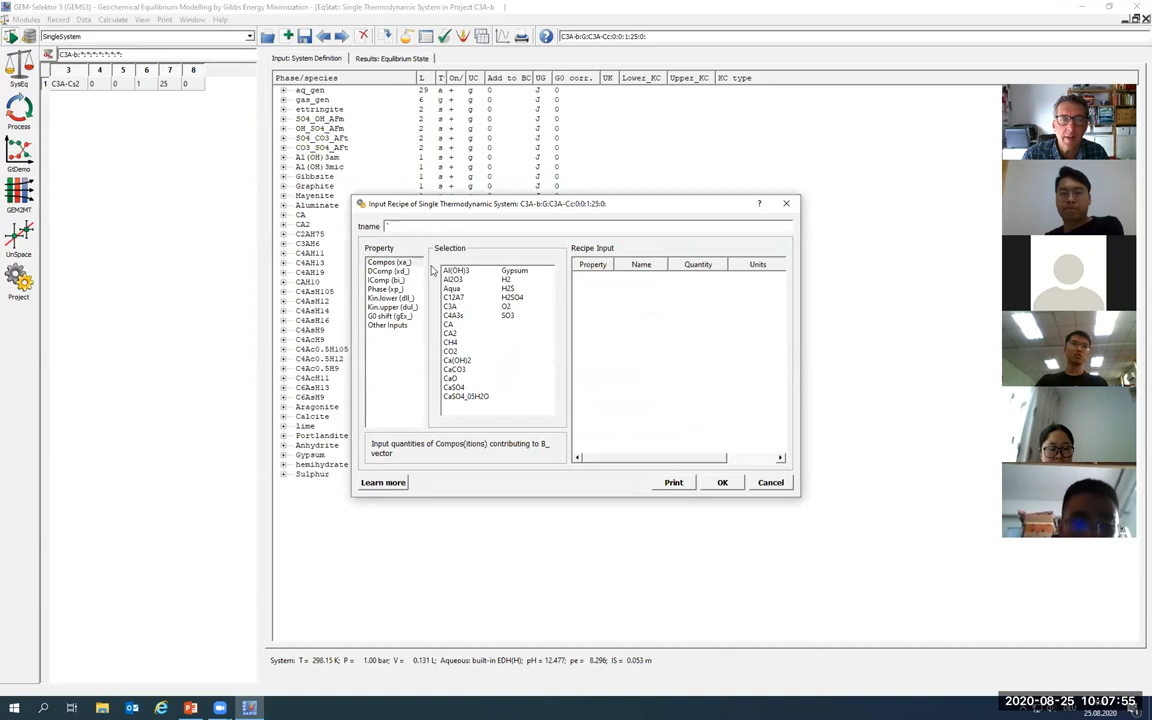 GEM-Selektor 3 (GEMS3) - Geochemical Equilibrium Modelling by Gibbs Energy Minimization - [EqStat: Single Thermodynamic System in Project C3A-b ]
Modules Record Data Calculate View Print Window Help
SingleSystem
C3A-C3A-Cc:0:0:1:25:0:
C3A-b:*:*:*:*:*:*:*:
3 4 5 6 7 8
1 C3A-Cs2 0 0 1 25 0
SysEq
Process
GtDemo
GEM2MT
UnSpace
Project
Input: System Definition Results: Equilibrium State
Phase/species L T On/ UC Add to BC UG G0 corr. UK Lower_KC Upper_KC KC type
aq_gen 29 a + g 0 J 0
gas_gen 6 g + g 0 J 0
ettringite 2 s + g 0 J 0
SO4_OH_AFm 2 s + g 0 J 0
OH_SO4_AFm 2 s + g 0 J 0
SO4_CO3_AFt 2 s + g 0 J 0
CO3_SO4_AFt 2 s + g 0 J 0
Al(OH)3am 1 s + g 0 J 0
Al(OH)3mic 1 s + g 0 J 0
Gibbsite 1 s + g 0 J 0
Graphite 1 s + g 0 J 0
Mayenite
Aluminate
CA
CA2
C2AH75
C3AH6
C4AH11
C4AH13
C4AH19
CAH10
C4AsH105
C4AsH12
C4AsH14
C4AsH16
C4AsH9
C4AcH9
C4Ac0.5H105
C4Ac0.5H12
C4Ac0.5H9
C4AcH11
C6AsH13
C6AsH9
Aragonite
Calcite
lime
Portlandite
Anhydrite
Gypsum
hemihydrate
Sulphur
Input Recipe of Single Thermodynamic System: C3A-b:G:C3A-Cc:0:0:1:25:0:
tname
Property
Compos (xa_)
DComp (xd_)
IComp (bi_)
Phase (xp_)
Kin.lower (dll_)
Kin.upper (dul_)
G0 shift (gEx_)
Other Inputs
Selection
Al(OH)3
Al2O3
Aqua
C12A7
C3A
C4A3s
CA
CA2
CH4
CO2
Ca(OH)2
CaCO3
CaO
CaSO4
CaSO4_05H2O
Gypsum
H2
H2S
H2SO4
O2
SO3
Recipe Input
Property Name Quantity Units
Input quantities of Compos(itions) contributing to B_
vector
Learn more Print OK Cancel
System: T = 298.15 K; P = 1.00 bar; V = 0.131 L; Aqueous: built-in EDH(H); pH = 12.477; pe = 8.296; IS = 0.053 m
2020-08-25 10:07:55
25.08.2020